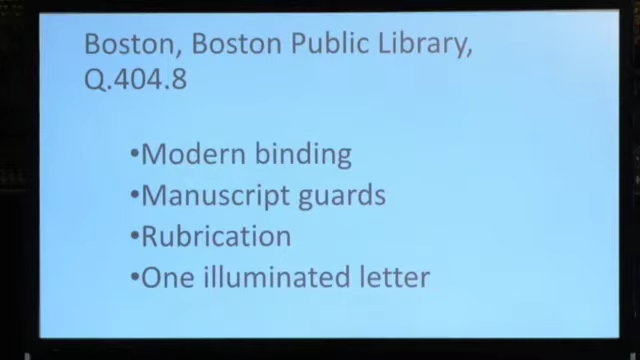 Boston, Boston Public Library,
Q.404.8
•Modern binding
•Manuscript guards
•Rubrication
•One illuminated letter